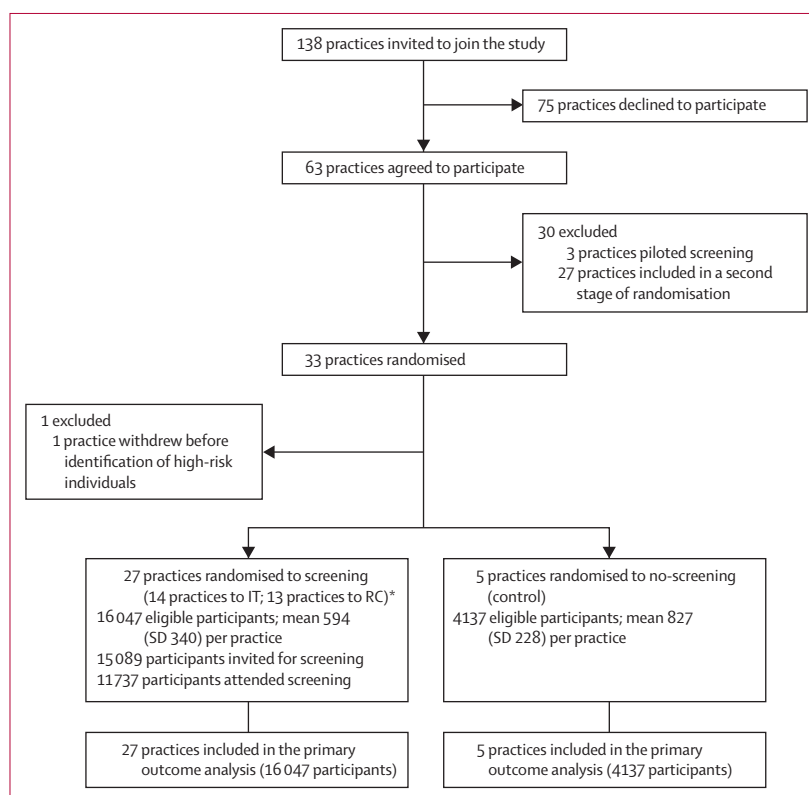 138 practices invited to join the study
75 practices declined to participate
63 practices agreed to participate
30 excluded
3 practices piloted screening
27 practices included in a second
stage of randomisation
33 practices randomised
1 excluded
1 practice withdrew before
identification of high-risk
individuals
27 practices randomised to screening
(14 practices to IT; 13 practices to RC)*
16 047 eligible participants; mean 594
(SD 340) per practice
15 089 participants invited for screening
11 737 participants attended screening
5 practices randomised to no-screening
(control)
4137 eligible participants; mean 827
(SD 228) per practice
27 practices included in the primary
outcome analysis (16 047 participants)
5 practices included in the primary
outcome analysis (4137 participants)